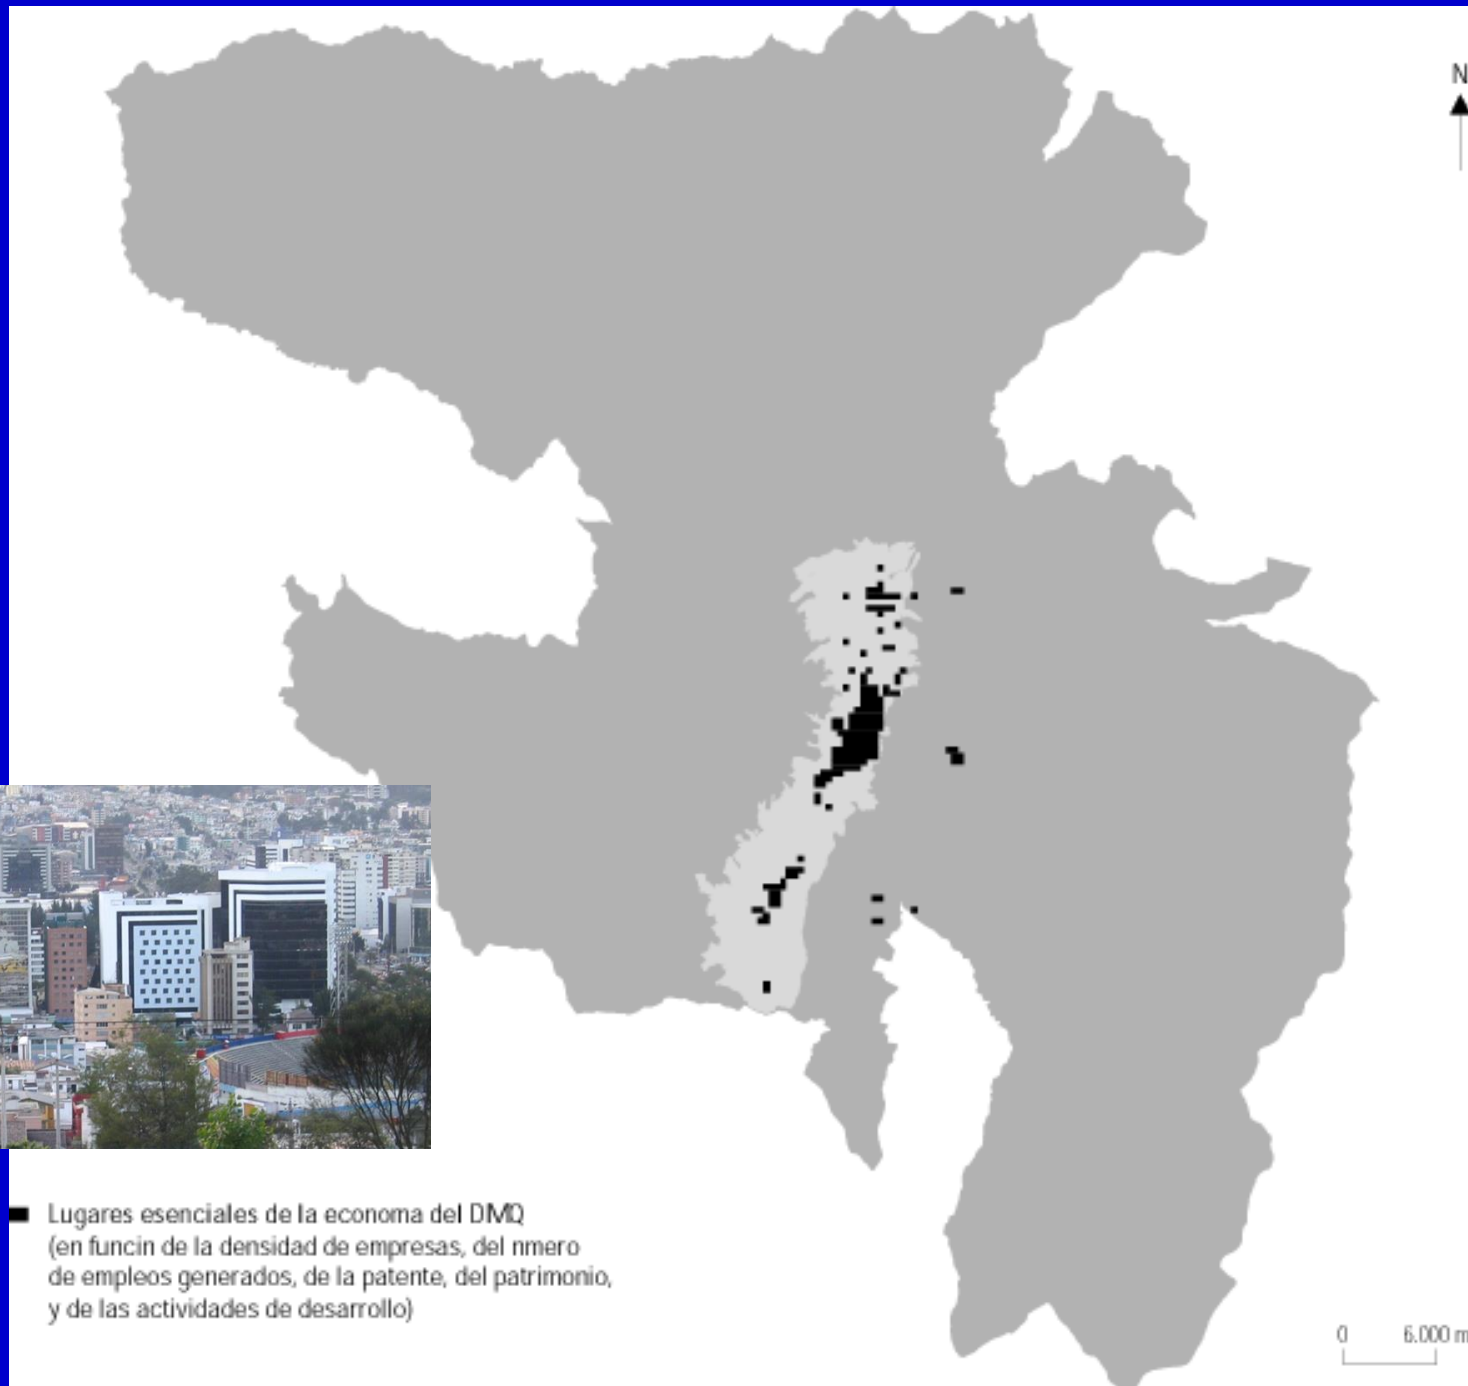 N
Lugares esenciales de la economa del DMQ
(en funcin de la densidad de empresas, del nmero
de empleos generados, de la patente, del patrimonio,
y de las actividades de desarrollo)
0 6.000 m